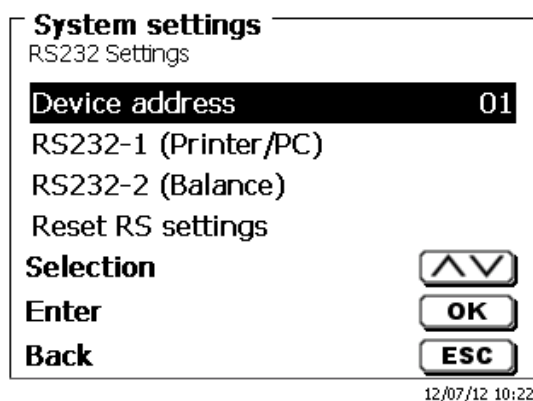 System settings
RS232 Settings
Device address 01
RS232-1 (Printer/PC)
RS232-2 (Balance)
Reset RS settings
Selection
Enter OK
Back ESC
12/07/12 10:22